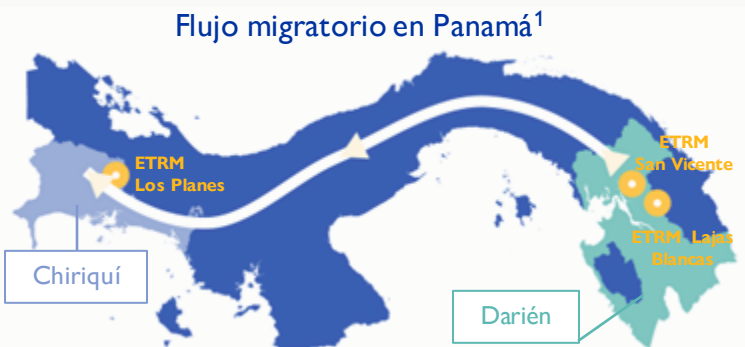 Flujo migratorio en Panamá¹
ETRM
Los Planes
ETRM
San Vicente
ETRM Lajas
Blancas
Chiriquí
Darién